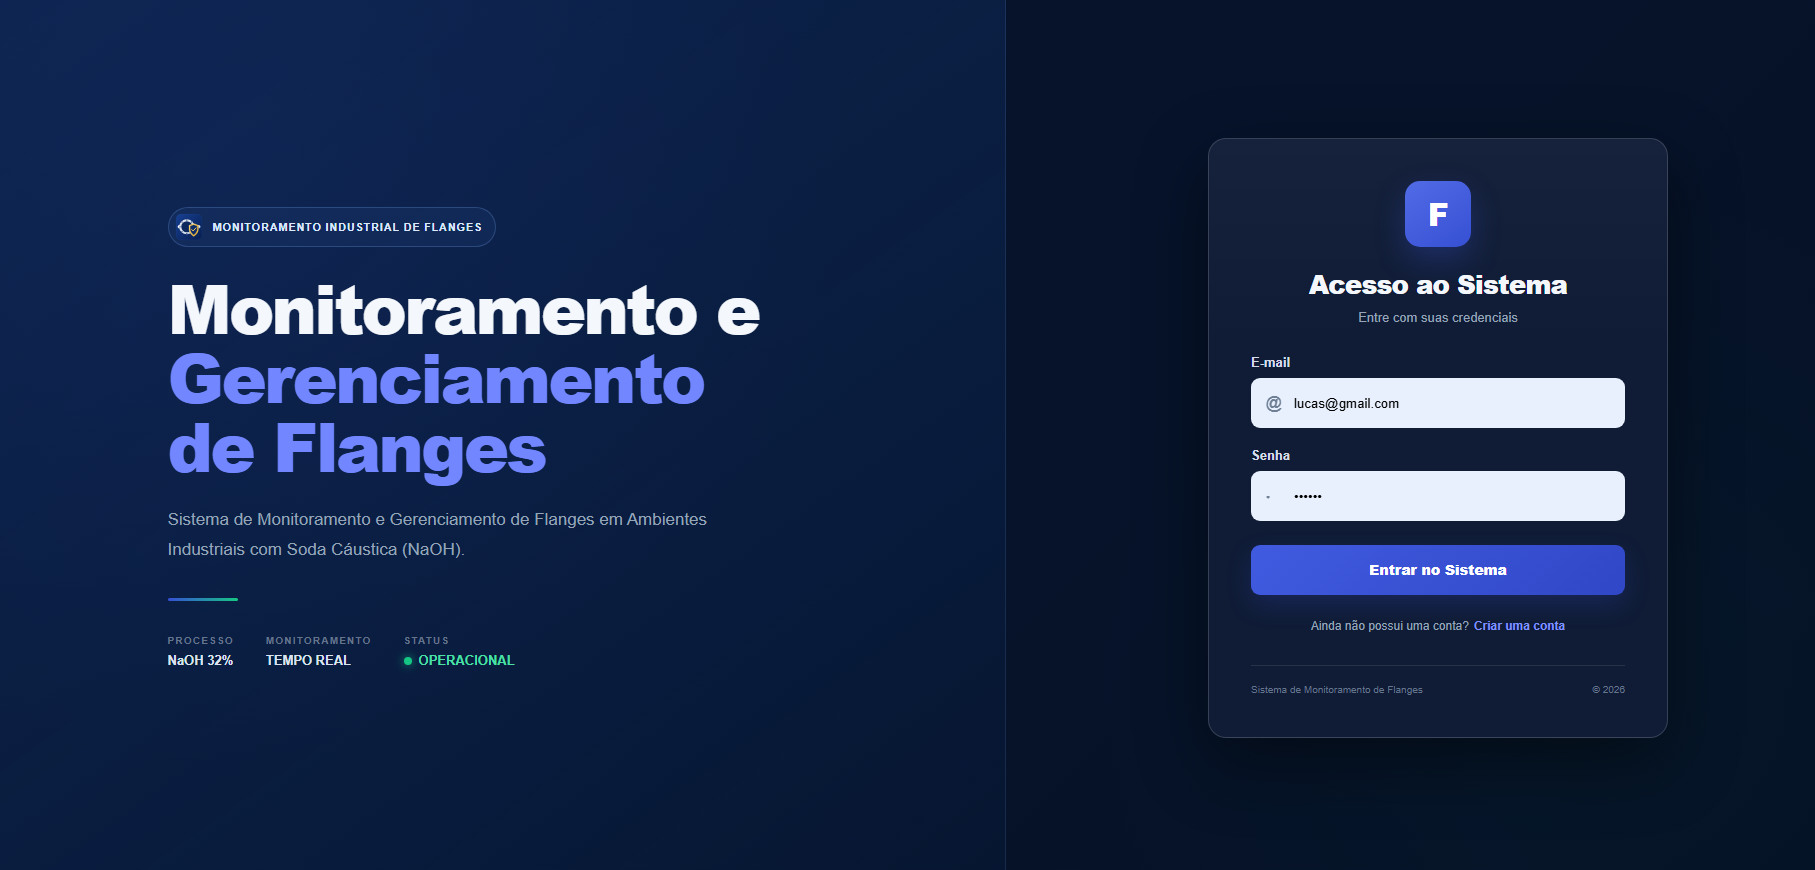 MONITORAMENTO INDUSTRIAL DE FLANGES
Monitoramento e
Gerenciamento
de Flanges
Sistema de Monitoramento e Gerenciamento de Flanges em Ambientes
Industriais com Soda Cáustica (NaOH).
PROCESSO
NaOH 32%
MONITORAMENTO
TEMPO REAL
STATUS
OPERACIONAL
F
Acesso ao Sistema
Entre com suas credenciais
E-mail
@ lucas@gmail.com
Senha
••••••
Entrar no Sistema
Ainda não possui uma conta? Criar uma conta
Sistema de Monitoramento de Flanges
© 2026